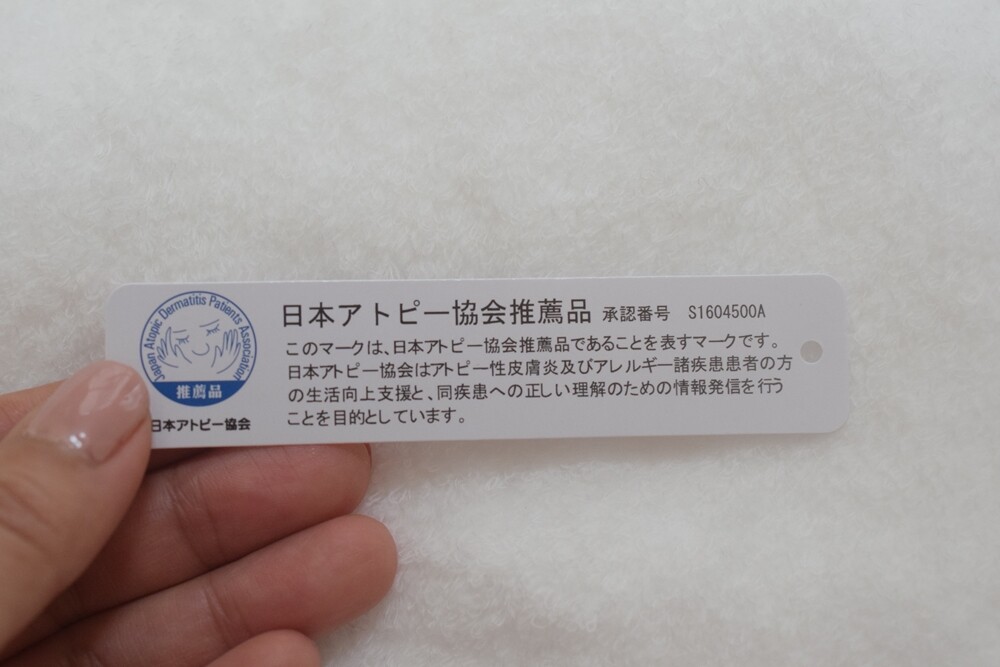 Japan Atopic Dermatitis Patients Association
推薦品
日本アトピー協会
日本アトピー協会推薦品 承認番号 S1604500A
このマークは、日本アトピー協会推薦品であることを表すマークです。
日本アトピー協会はアトピー性皮膚炎及びアレルギー諸疾患患者の方
の生活向上支援と、同疾患への正しい理解のための情報発信を行う
ことを目的としています。